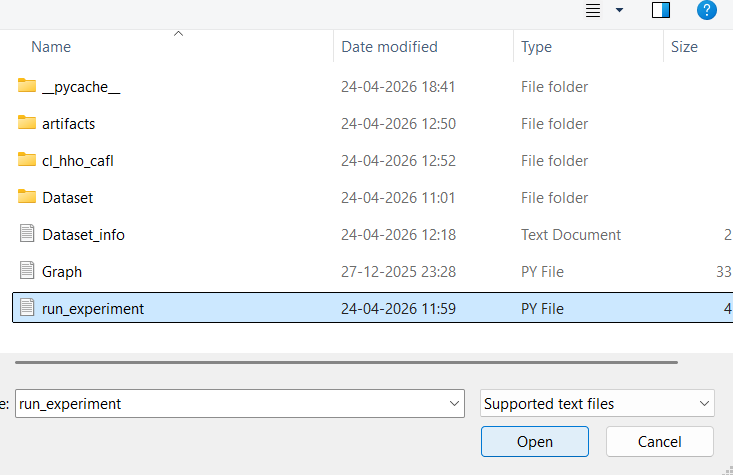 ?
Name Date modified Type Size
__pycache__ 24-04-2026 18:41 File folder
artifacts 24-04-2026 12:50 File folder
cl_hho_cafl 24-04-2026 12:52 File folder
Dataset 24-04-2026 11:01 File folder
Dataset_info 24-04-2026 12:18 Text Document 2
Graph 27-12-2025 23:28 PY File 33
run_experiment 24-04-2026 11:59 PY File 4
e: run_experiment Supported text files
Open Cancel